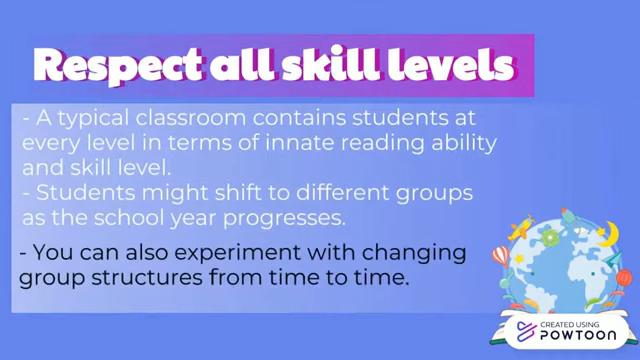 Respect all skill levels
- A typical classroom contains students at
every level in terms of innate reading ability
and skill level.
- Students might shift to different groups
as the school year progresses.
- You can also experiment with changing
group structures from time to time.
CREATED USING
POWTOON